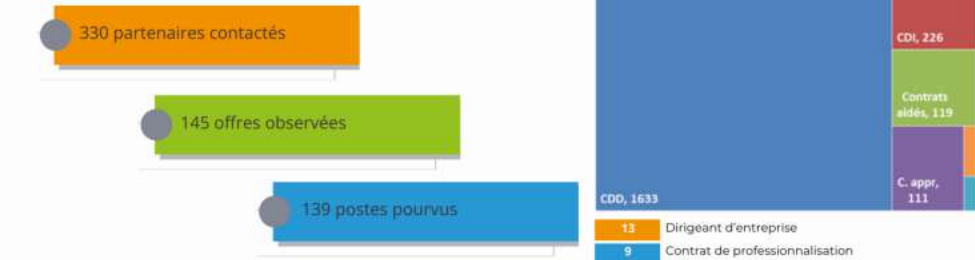 330 partenaires contactés
145 offres observées
139 postes pourvus
CDI, 226
Contrats
aidés, 119
C. appr,
111
CDD, 1633
13 Dirigeant d'entreprise
9 Contrat de professionnalisation